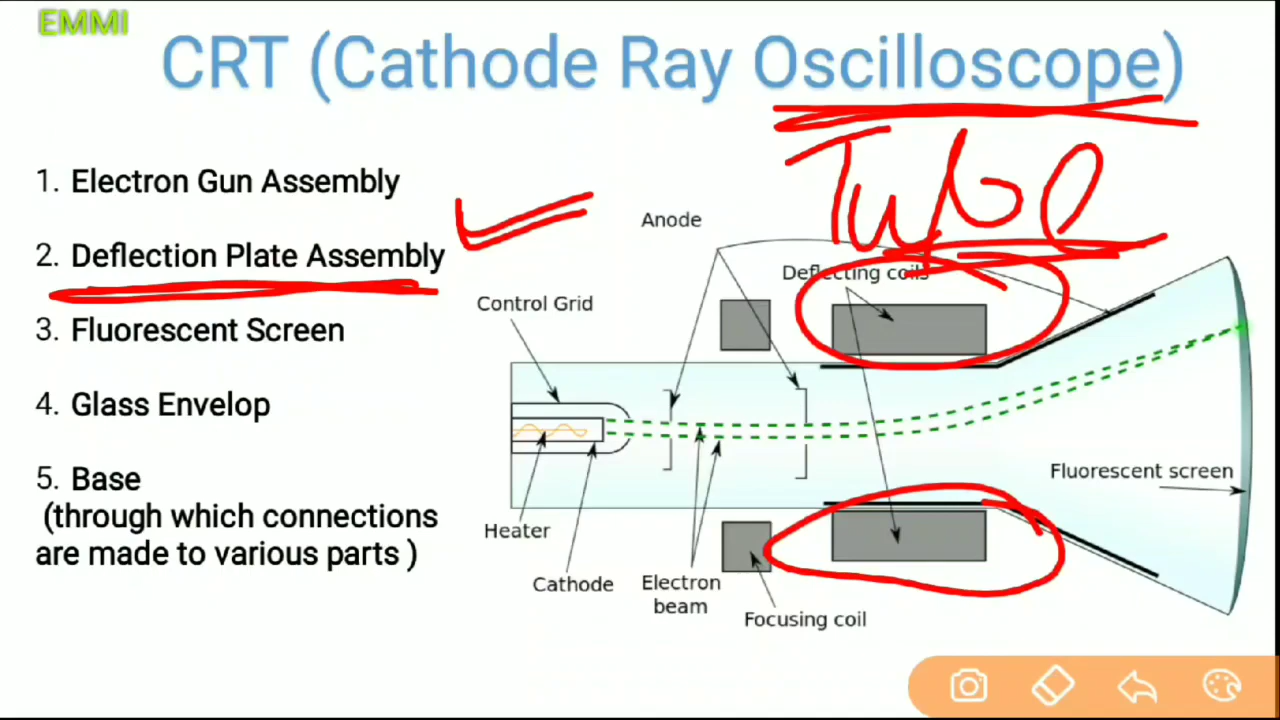 EMMI
CRT (Cathode Ray Oscilloscope)
Tube
1. Electron Gun Assembly
2. Deflection Plate Assembly
3. Fluorescent Screen
4. Glass Envelop
5. Base
(through which connections
are made to various parts )
Anode
Deflecting coils
Control Grid
Fluorescent screen
Heater
Cathode
Electron
beam
Focusing coil